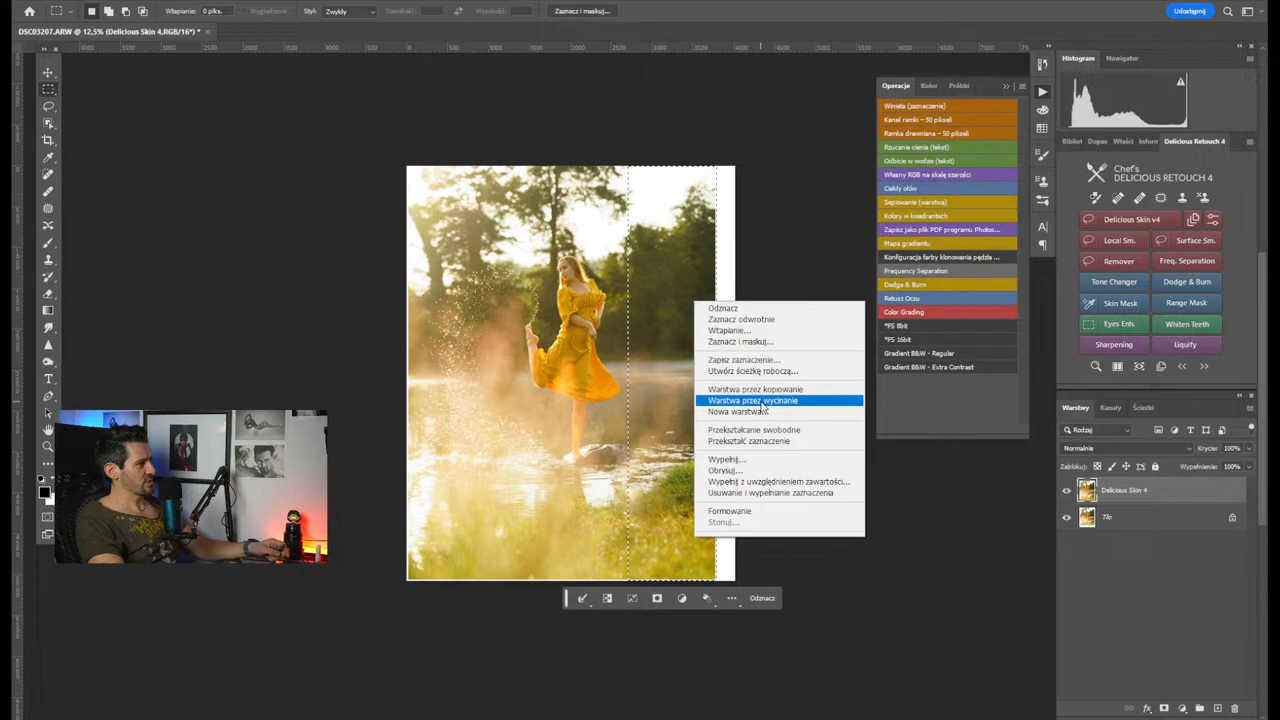 Wtapianie: 0 piks.
Wygładzanie
Styl: Zwykły
Szerokość:
Wysokość:
Zaznacz i maskuj...
Udostępnij
DSC03207.ARW @ 12,5% (Delicious Skin 4,RGB/16*) *
Histogram
Nawigator
Operacje
Kolor
Próbki
Winieta (zaznaczenie)
Kanał ramki – 50 pikseli
Ramka drewniana – 50 pikseli
Rzucanie cienia (tekst)
Odbicie w wodzie (tekst)
Własny RGB na skalę szarości
Ciekły ołów
Sepiowanie (warstwa)
Kolory w kwadrantach
Zapisz jako plik PDF programu Photos...
Mapa gradientu
Konfiguracja farby klonowania pędzla ...
Frequency Separation
Dodge & Burn
Retusz Oczu
Color Grading
*FS 8bit
*FS 16bit
Gradient B&W - Regular
Gradient B&W - Extra Contrast
Bibliot
Dopas
Właści
Inform
Delicious Retouch 4
Chef's
DELICIOUS RETOUCH 4
Delicious Skin v4
Local Sm.
Surface Sm.
Remover
Freq. Separation
Tone Changer
Dodge & Burn
Skin Mask
Range Mask
Eyes Enh.
Whiten Teeth
Sharpening
Liquify
Odznacz
Zaznacz odwrotnie
Wtapianie...
Zaznacz i maskuj...
Zapisz zaznaczenie...
Utwórz ścieżkę roboczą...
Warstwa przez kopiowanie
Warstwa przez wycinanie
Nowa warstwa...
Przekształcanie swobodne
Przekształć zaznaczenie
Wypełnij...
Obrysuj...
Wypełnij z uwzględnieniem zawartości...
Usuwanie i wypełnianie zaznaczenia
Formowanie
Stonuj...
Odznacz
Warstwy
Kanały
Ścieżki
Rodzaj
Normalnie
Krycie: 100%
Zablokuj:
Wypełnienie: 100%
Delicious Skin 4
Tło